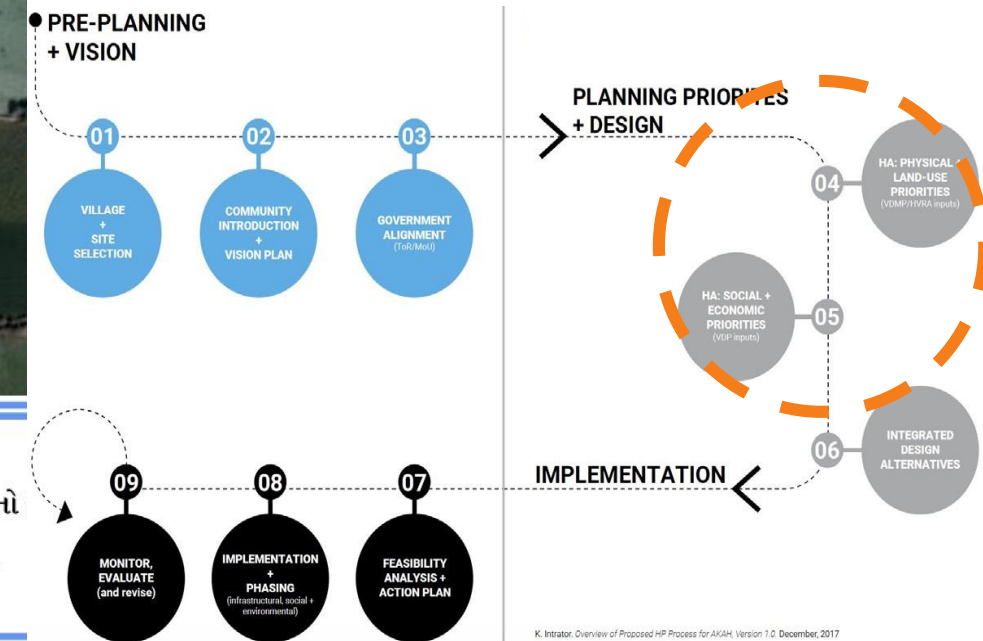 PRE-PLANNING
+ VISION
01
02
03
VILLAGE
+
SITE
SELECTION
COMMUNITY
INTRODUCTION
+
VISION PLAN
GOVERNMENT
ALIGNMENT
(ToR/MoU)
PLANNING PRIORITES
+ DESIGN
04
HA: PHYSICAL +
LAND-USE
PRIORITIES
(VDMP/HVRA inputs)
05
HA: SOCIAL +
ECONOMIC
PRIORITIES
(VDP inputs)
06
INTEGRATED
DESIGN
ALTERNATIVES
IMPLEMENTATION
07
08
09
FEASIBILITY
ANALYSIS +
ACTION PLAN
IMPLEMENTATION
+
PHASING
(infrastructural, social +
environmental)
MONITOR,
EVALUATE
(and revise)
K. Intrator. Overview of Proposed HP Process for AKAH, Version 1.0. December, 2017